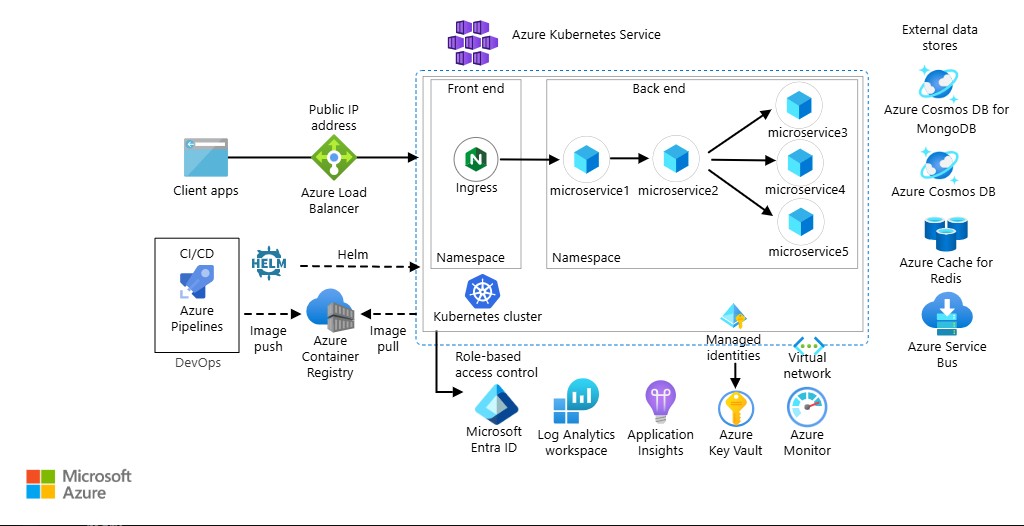 Azure Kubernetes Service
External data
stores
Front end
Back end
Public IP
address
microservice3
Azure Cosmos DB for
MongoDB
Client apps
Azure Load
Balancer
Ingress
microservice1
microservice2
microservice4
Azure Cosmos DB
microservice5
CI/CD
HELM
Helm
Namespace
Namespace
Azure Cache for
Redis
Azure
Pipelines
Image
push
Azure
Container
Registry
Image
pull
Kubernetes cluster
DevOps
Managed
identities
Virtual
network
Azure Service
Bus
Role-based
access control
Microsoft
Entra ID
Log Analytics
workspace
Application
Insights
Azure
Key Vault
Azure
Monitor
Microsoft
Azure